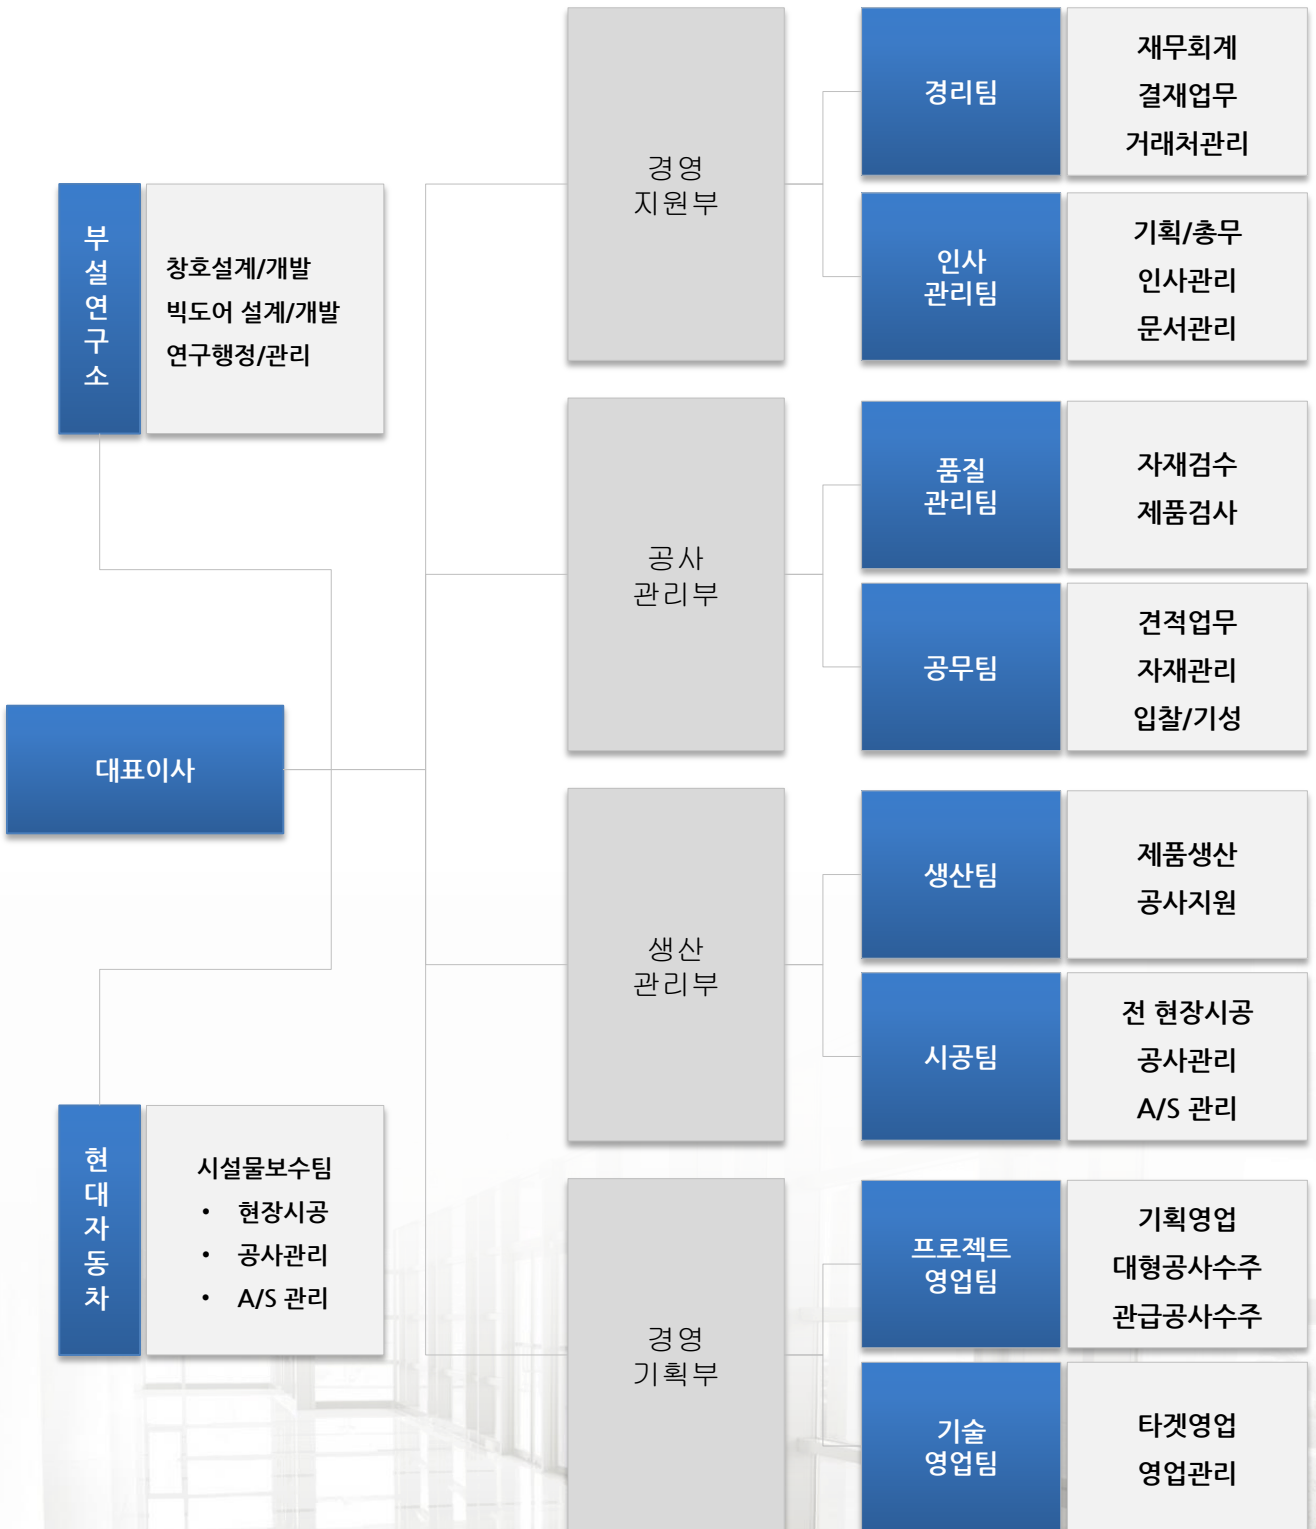 부
설
연
구
소
창호설계/개발
빅도어 설계/개발
연구행정/관리
대표이사
현
대
자
동
차
시설물보수팀
• 현장시공
• 공사관리
• A/S 관리
경영
지원부
경리팀
재무회계
결재업무
거래처관리
인사
관리팀
기획/총무
인사관리
문서관리
공사
관리부
품질
관리팀
자재검수
제품검사
공무팀
견적업무
자재관리
입찰/기성
생산
관리부
생산팀
제품생산
공사지원
시공팀
전 현장시공
공사관리
A/S 관리
경영
기획부
프로젝트
영업팀
기획영업
대형공사수주
관급공사수주
기술
영업팀
타겟영업
영업관리